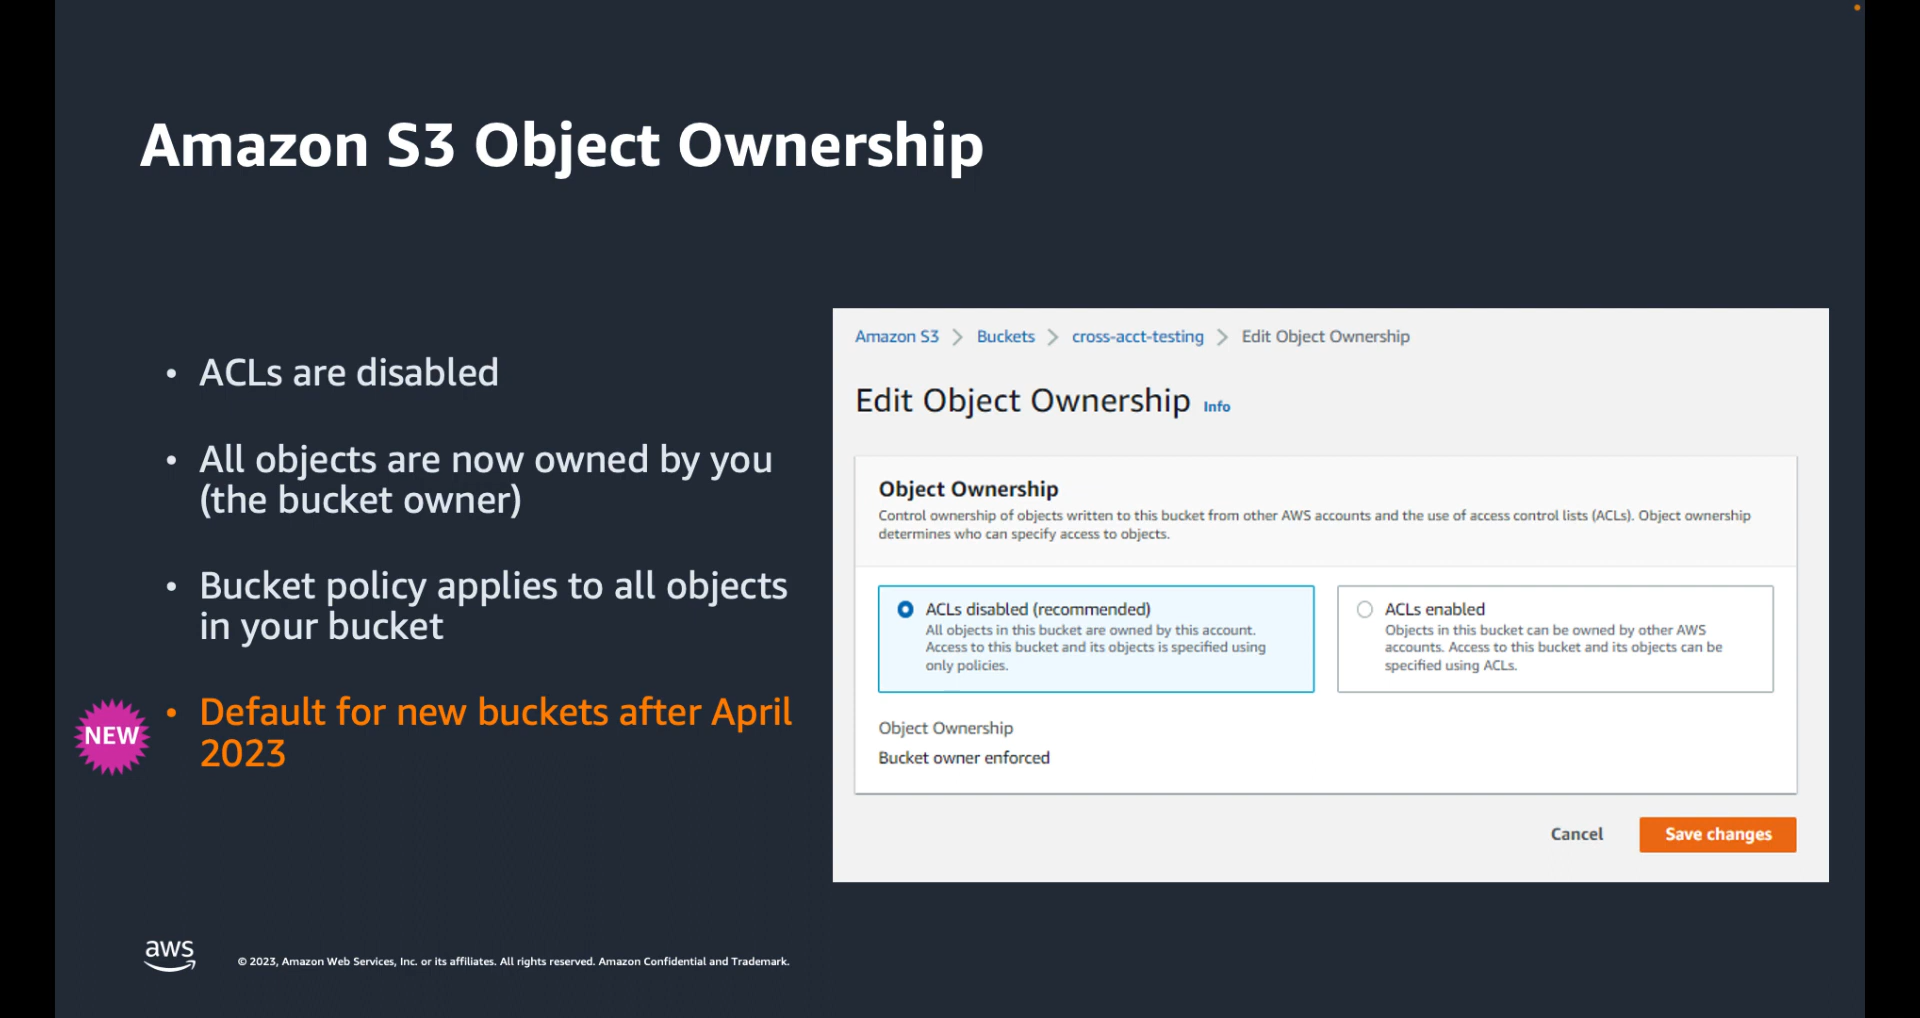 Amazon S3 Object Ownership
• ACLs are disabled
• All objects are now owned by you
(the bucket owner)
• Bucket policy applies to all objects
in your bucket
NEW
• Default for new buckets after April
2023
Amazon S3 > Buckets > cross-acct-testing > Edit Object Ownership
Edit Object Ownership Info
Object Ownership
Control ownership of objects written to this bucket from other AWS accounts and the use of access control lists (ACLs). Object ownership
determines who can specify access to objects.
ACLs disabled (recommended)
All objects in this bucket are owned by this account.
Access to this bucket and its objects is specified using
only policies.
ACLs enabled
Objects in this bucket can be owned by other AWS
accounts. Access to this bucket and its objects can be
specified using ACLs.
Object Ownership
Bucket owner enforced
Cancel
Save changes
aws
© 2023, Amazon Web Services, Inc. or its affiliates. All rights reserved. Amazon Confidential and Trademark.